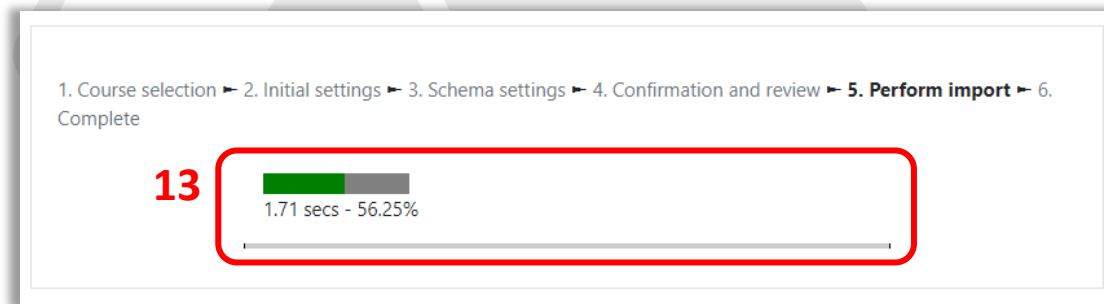 1. Course selection ► 2. Initial settings ► 3. Schema settings ► 4. Confirmation and review ► 5. Perform import ► 6.
Complete
13
1.71 secs - 56.25%